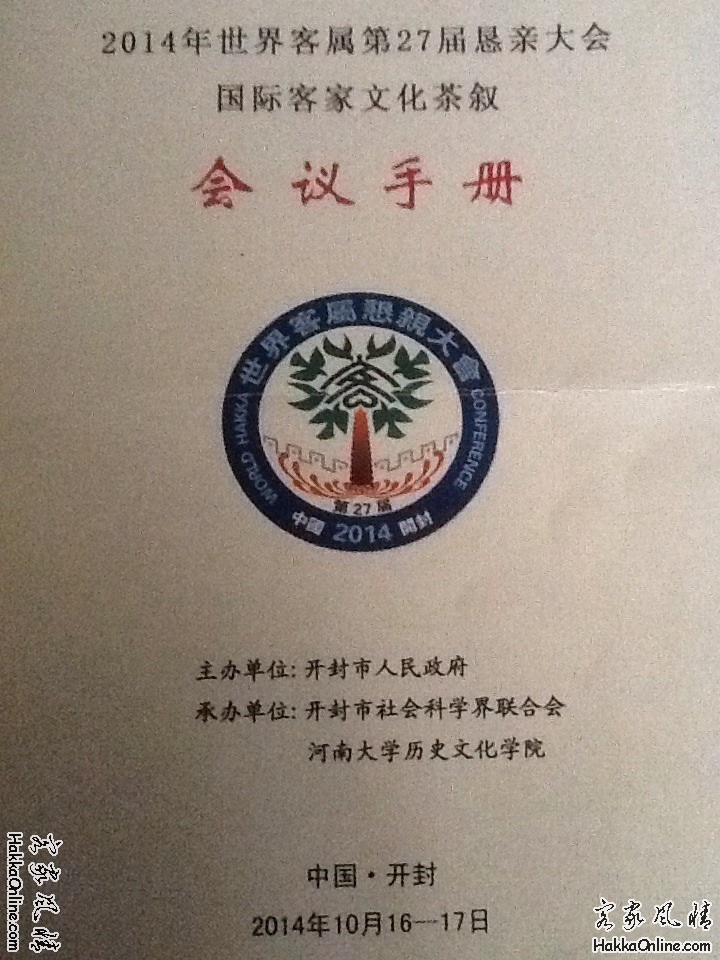 2014年世界客属第27届恳亲大会
国际客家文化茶叙
会议手册
世界客屬懇親大會
WORLD HAKKA CONFERENCE
第27届
中國 2014 開封
主办单位: 开封市人民政府
承办单位: 开封市社会科学界联合会
河南大学历史文化学院
中国·开封
2014年10月16—17日
客家风情
HakkaOnline.com
客家风情
HakkaOnline.com